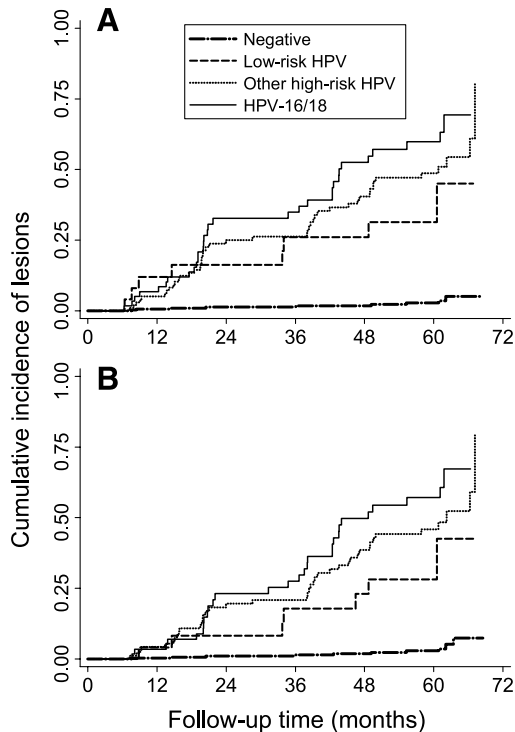 A
Negative
Low-risk HPV
Other high-risk HPV
HPV-16/18
1.00
0.75
0.50
0.25
0.00
0 12 24 36 48 60 72
B
1.00
0.75
0.50
0.25
0.00
0 12 24 36 48 60 72
Cumulative incidence of lesions
Follow-up time (months)